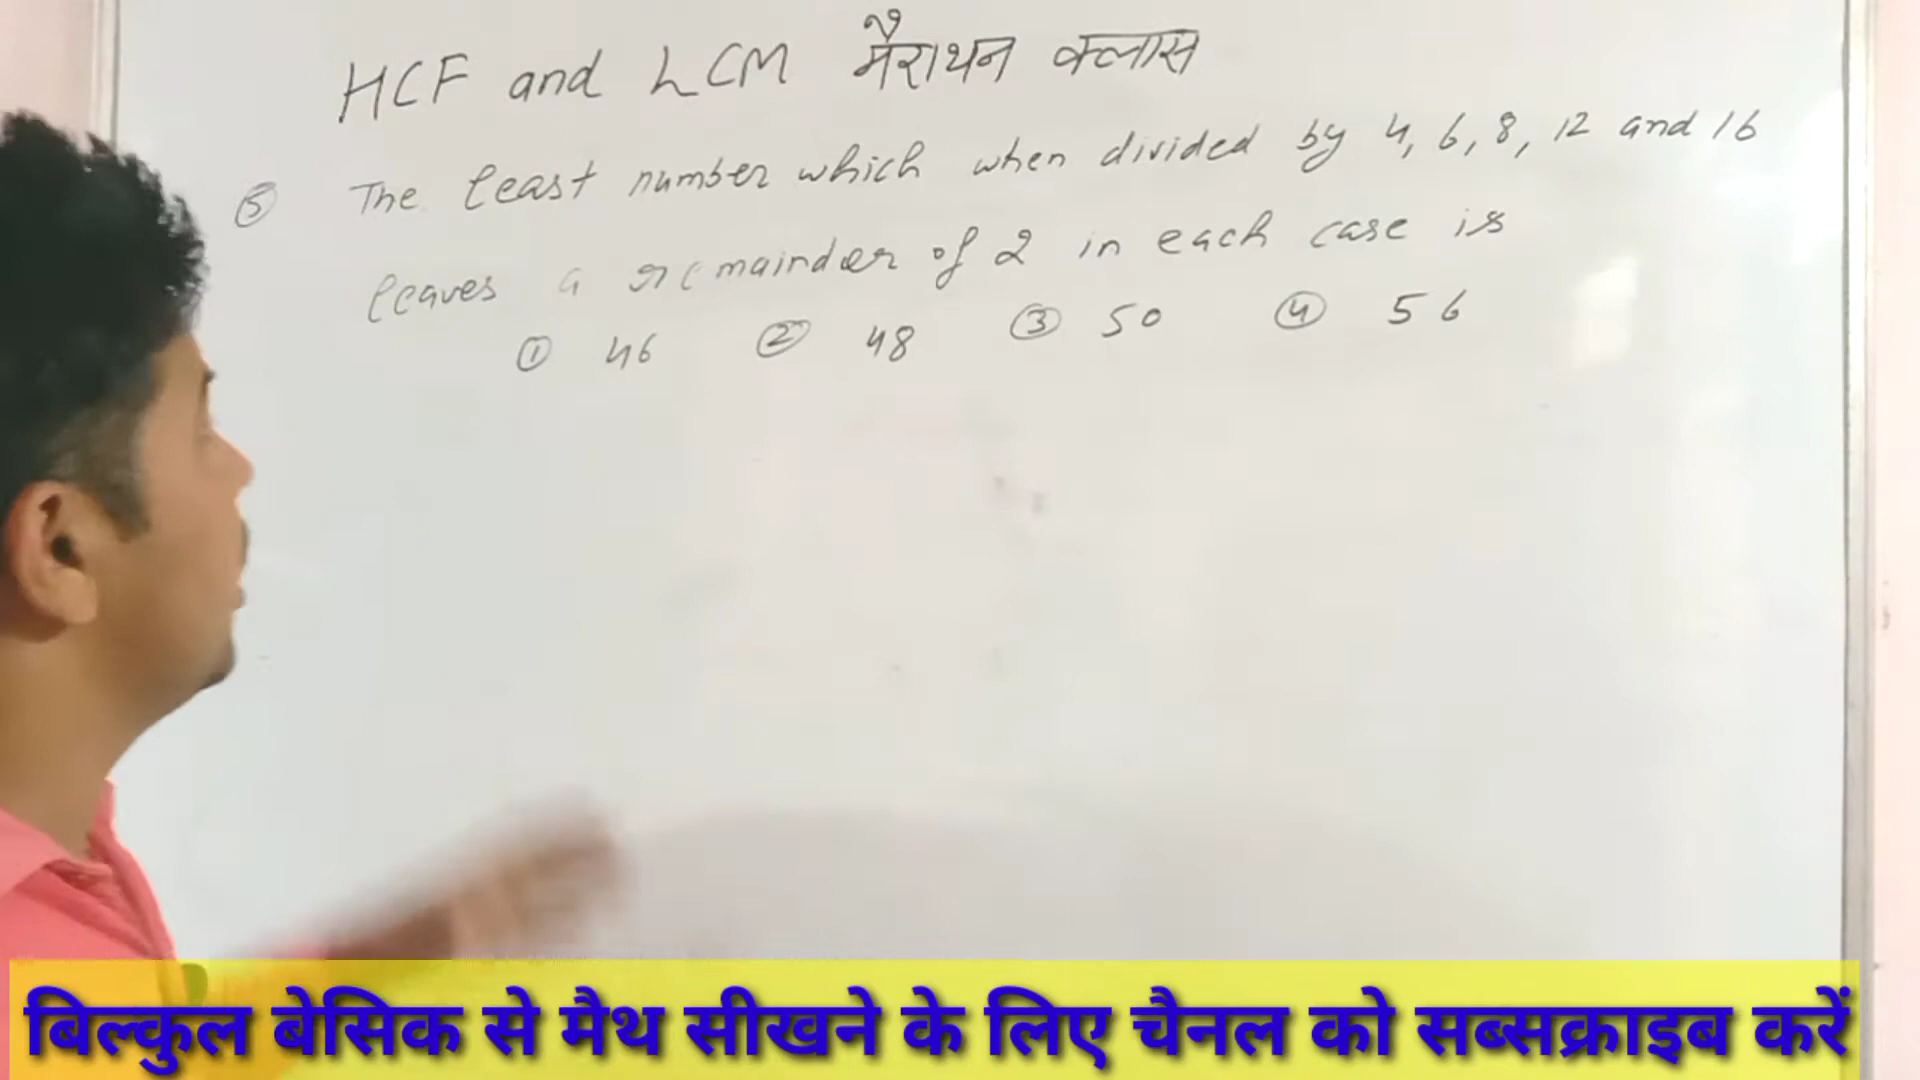 HCF and LCM मैराथन क्लास
⑤ The least number which when divided by 4, 6, 8, 12 and 16
leaves a remainder of 2 in each case is
① 46 ② 48 ③ 50 ④ 56
बिल्कुल बेसिक से मैथ सीखने के लिए चैनल को सब्सक्राइब करें